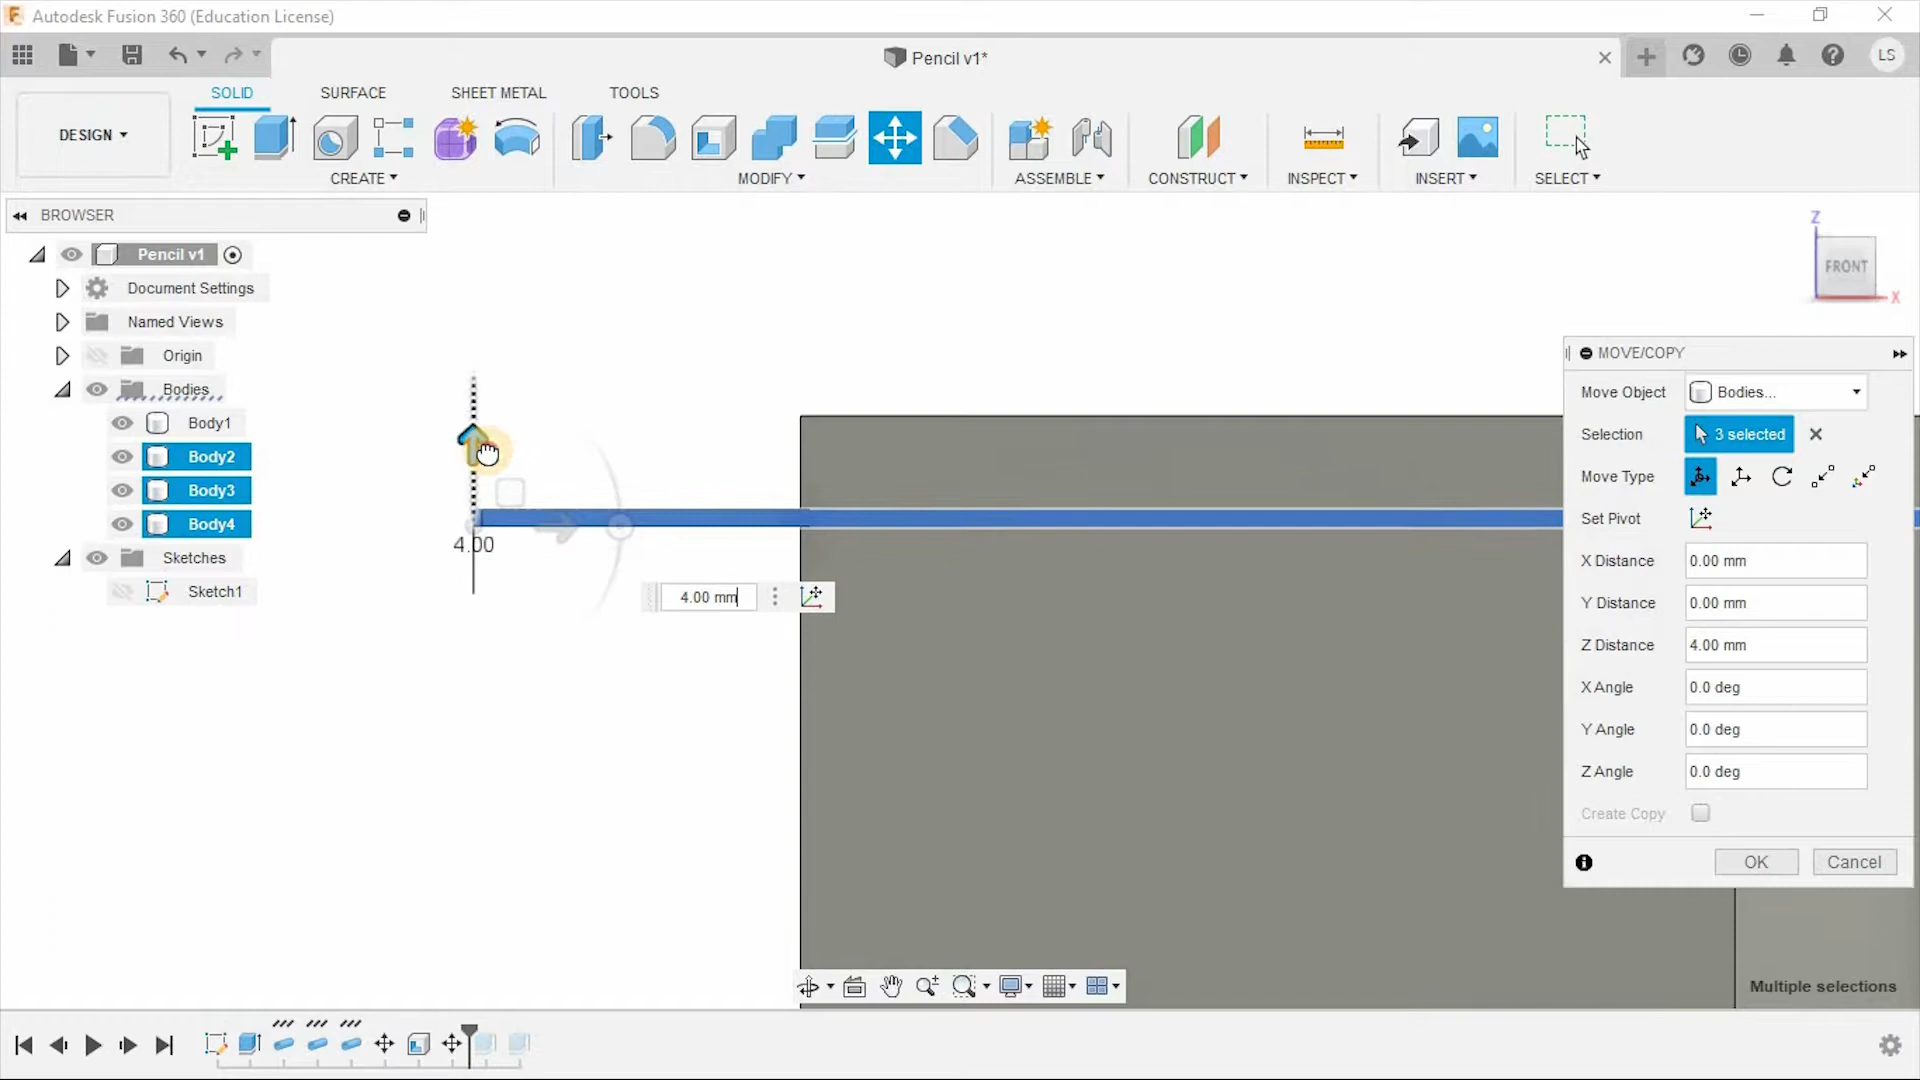 Autodesk Fusion 360 (Education License)
Pencil v1*
LS
SOLID
SURFACE
SHEET METAL
TOOLS
DESIGN
CREATE
MODIFY
ASSEMBLE
CONSTRUCT
INSPECT
INSERT
SELECT
BROWSER
Pencil v1
Document Settings
Named Views
Origin
Bodies
Body1
Body2
Body3
Body4
Sketches
Sketch1
4.00
4.00 mm
Z
FRONT
X
MOVE/COPY
Move Object
Bodies...
Selection
3 selected
Move Type
Set Pivot
X Distance
0.00 mm
Y Distance
0.00 mm
Z Distance
4.00 mm
X Angle
0.0 deg
Y Angle
0.0 deg
Z Angle
0.0 deg
Create Copy
OK
Cancel
Multiple selections